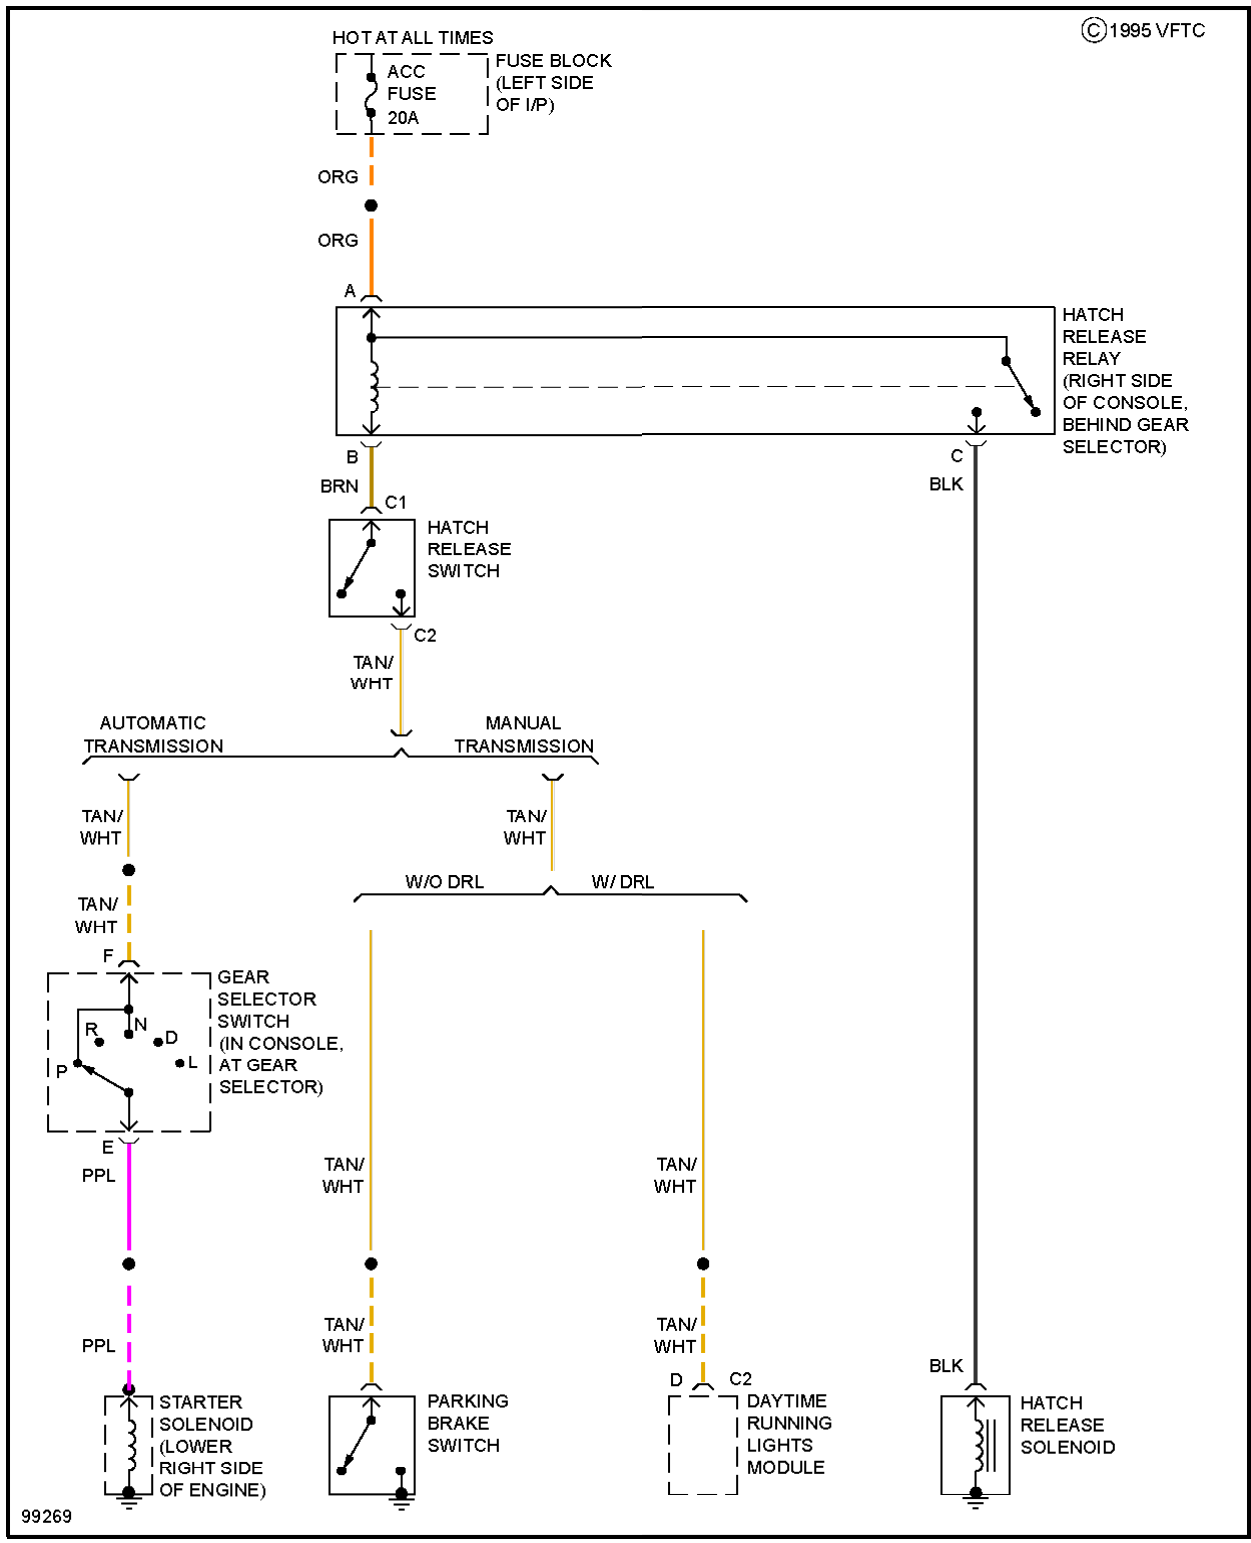 HOT AT ALL TIMES
© 1995 VFTC
ACC
FUSE
20A
FUSE BLOCK
(LEFT SIDE
OF I/P)
ORG
ORG
A
HATCH
RELEASE
RELAY
(RIGHT SIDE
OF CONSOLE,
BEHIND GEAR
SELECTOR)
B
C
BRN
BLK
C1
HATCH
RELEASE
SWITCH
C2
TAN/
WHT
AUTOMATIC
TRANSMISSION
MANUAL
TRANSMISSION
TAN/
WHT
TAN/
WHT
W/O DRL
W/ DRL
TAN/
WHT
F
GEAR
SELECTOR
SWITCH
(IN CONSOLE,
AT GEAR
SELECTOR)
P
R
N
D
L
E
PPL
TAN/
WHT
TAN/
WHT
PPL
TAN/
WHT
TAN/
WHT
BLK
D
C2
STARTER
SOLENOID
(LOWER
RIGHT SIDE
OF ENGINE)
PARKING
BRAKE
SWITCH
DAYTIME
RUNNING
LIGHTS
MODULE
HATCH
RELEASE
SOLENOID
99269